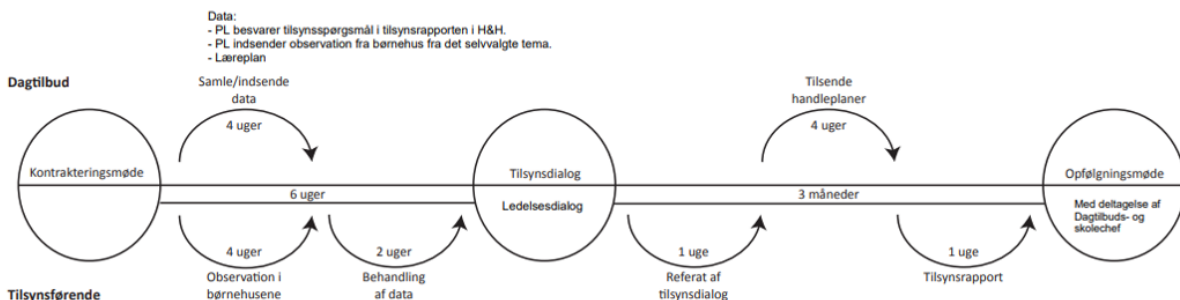 Data:
- PL besvarer tilsynsspørgsmål i tilsynsrapporten i H&H.
- PL indsender observation fra børnehus fra det selvvalgte tema.
- Læreplan
Dagtilbud
Samle/indsende
data
4 uger
Tilsende
handleplaner
4 uger
Kontrakteringsmøde
Tilsynsdialog
Opfølgningsmøde
6 uger
3 måneder
Ledelsesdialog
Med deltagelse af
Dagtilbuds- og
skolechef
4 uger
Observation i
børnehusene
2 uger
Behandling
af data
1 uge
Referat af
tilsynsdialog
1 uge
Tilsynsrapport
Tilsynsførende